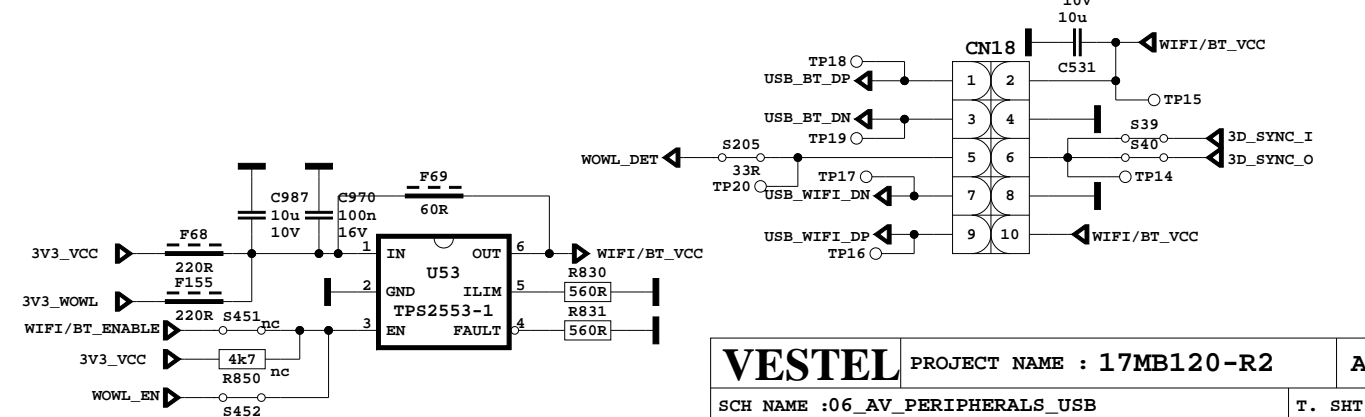 10V
10u
CN18
WIFI/BT_VCC
C531
TP18
USB_BT_DP
1 2
TP15
USB_BT_DN
3 4
TP19
S39
3D_SYNC_I
S40
3D_SYNC_O
S205
WOWL_DET
5 6
33R
TP20
TP17
TP14
USB_WIFI_DN
7 8
USB_WIFI_DP
9 10
WIFI/BT_VCC
TP16
C987
10u
10V
C970
100n
16V
F69
60R
F68
3V3_VCC
220R
F155
3V3_WOWL
220R
S451
nc
WIFI/BT_ENABLE
3V3_VCC
4k7
nc
R850
WOWL_EN
S452
1 IN OUT 6
WIFI/BT_VCC
U53
R830
2 GND ILIM 5
560R
TPS2553-1
R831
3 EN FAULT 4
560R
VESTEL
PROJECT NAME : 17MB120-R2
A
SCH NAME :06_AV_PERIPHERALS_USB
T. SHT